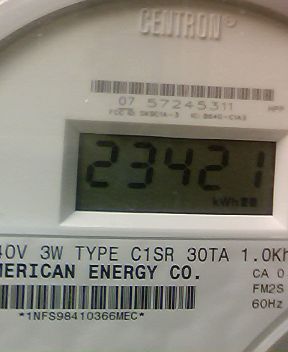 CENTRON®
07 57245311
23421
kWh
40V 3W TYPE C1SR 30TA 1.0Kh
MERICAN ENERGY CO.
CA 0
FM2S
60Hz
*1NFS98410366MEC*